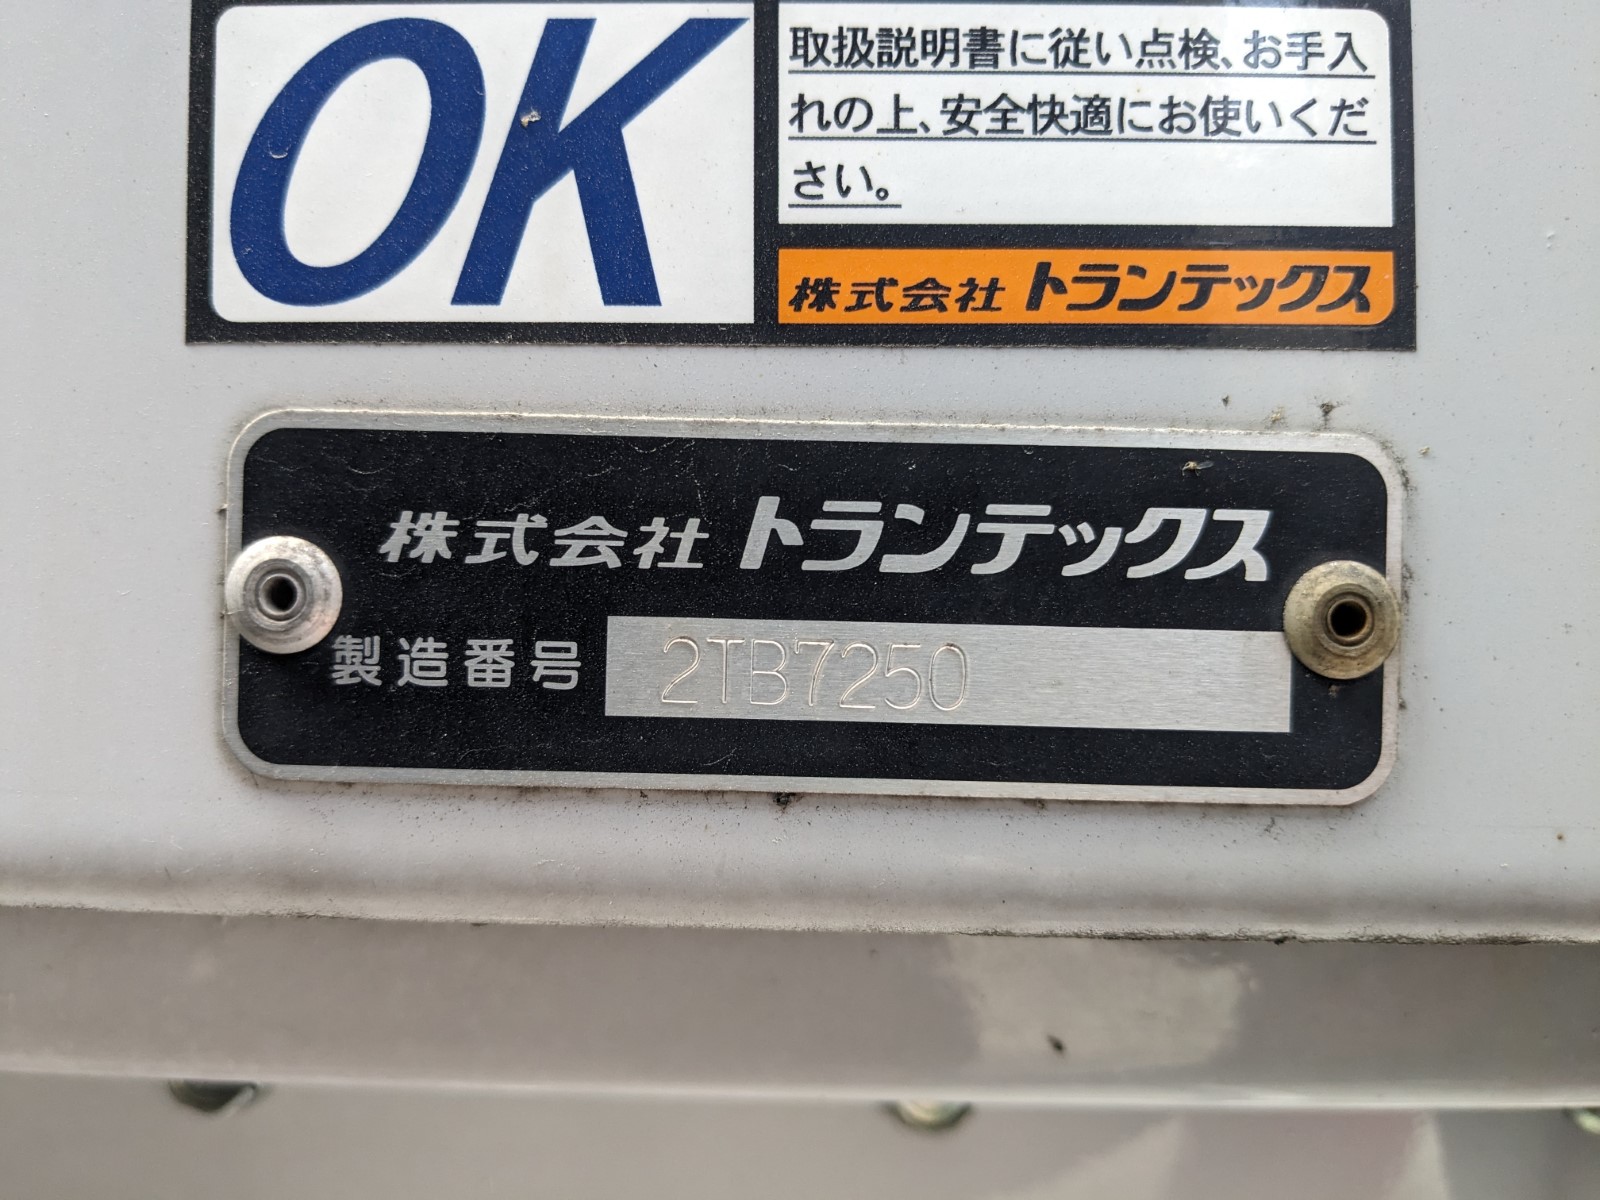 OK
取扱説明書に従い点検、お手入
れの上、安全快適にお使いくだ
さい。
株式会社 トランテックス
株式会社 トランテックス
製造番号 2TB7250